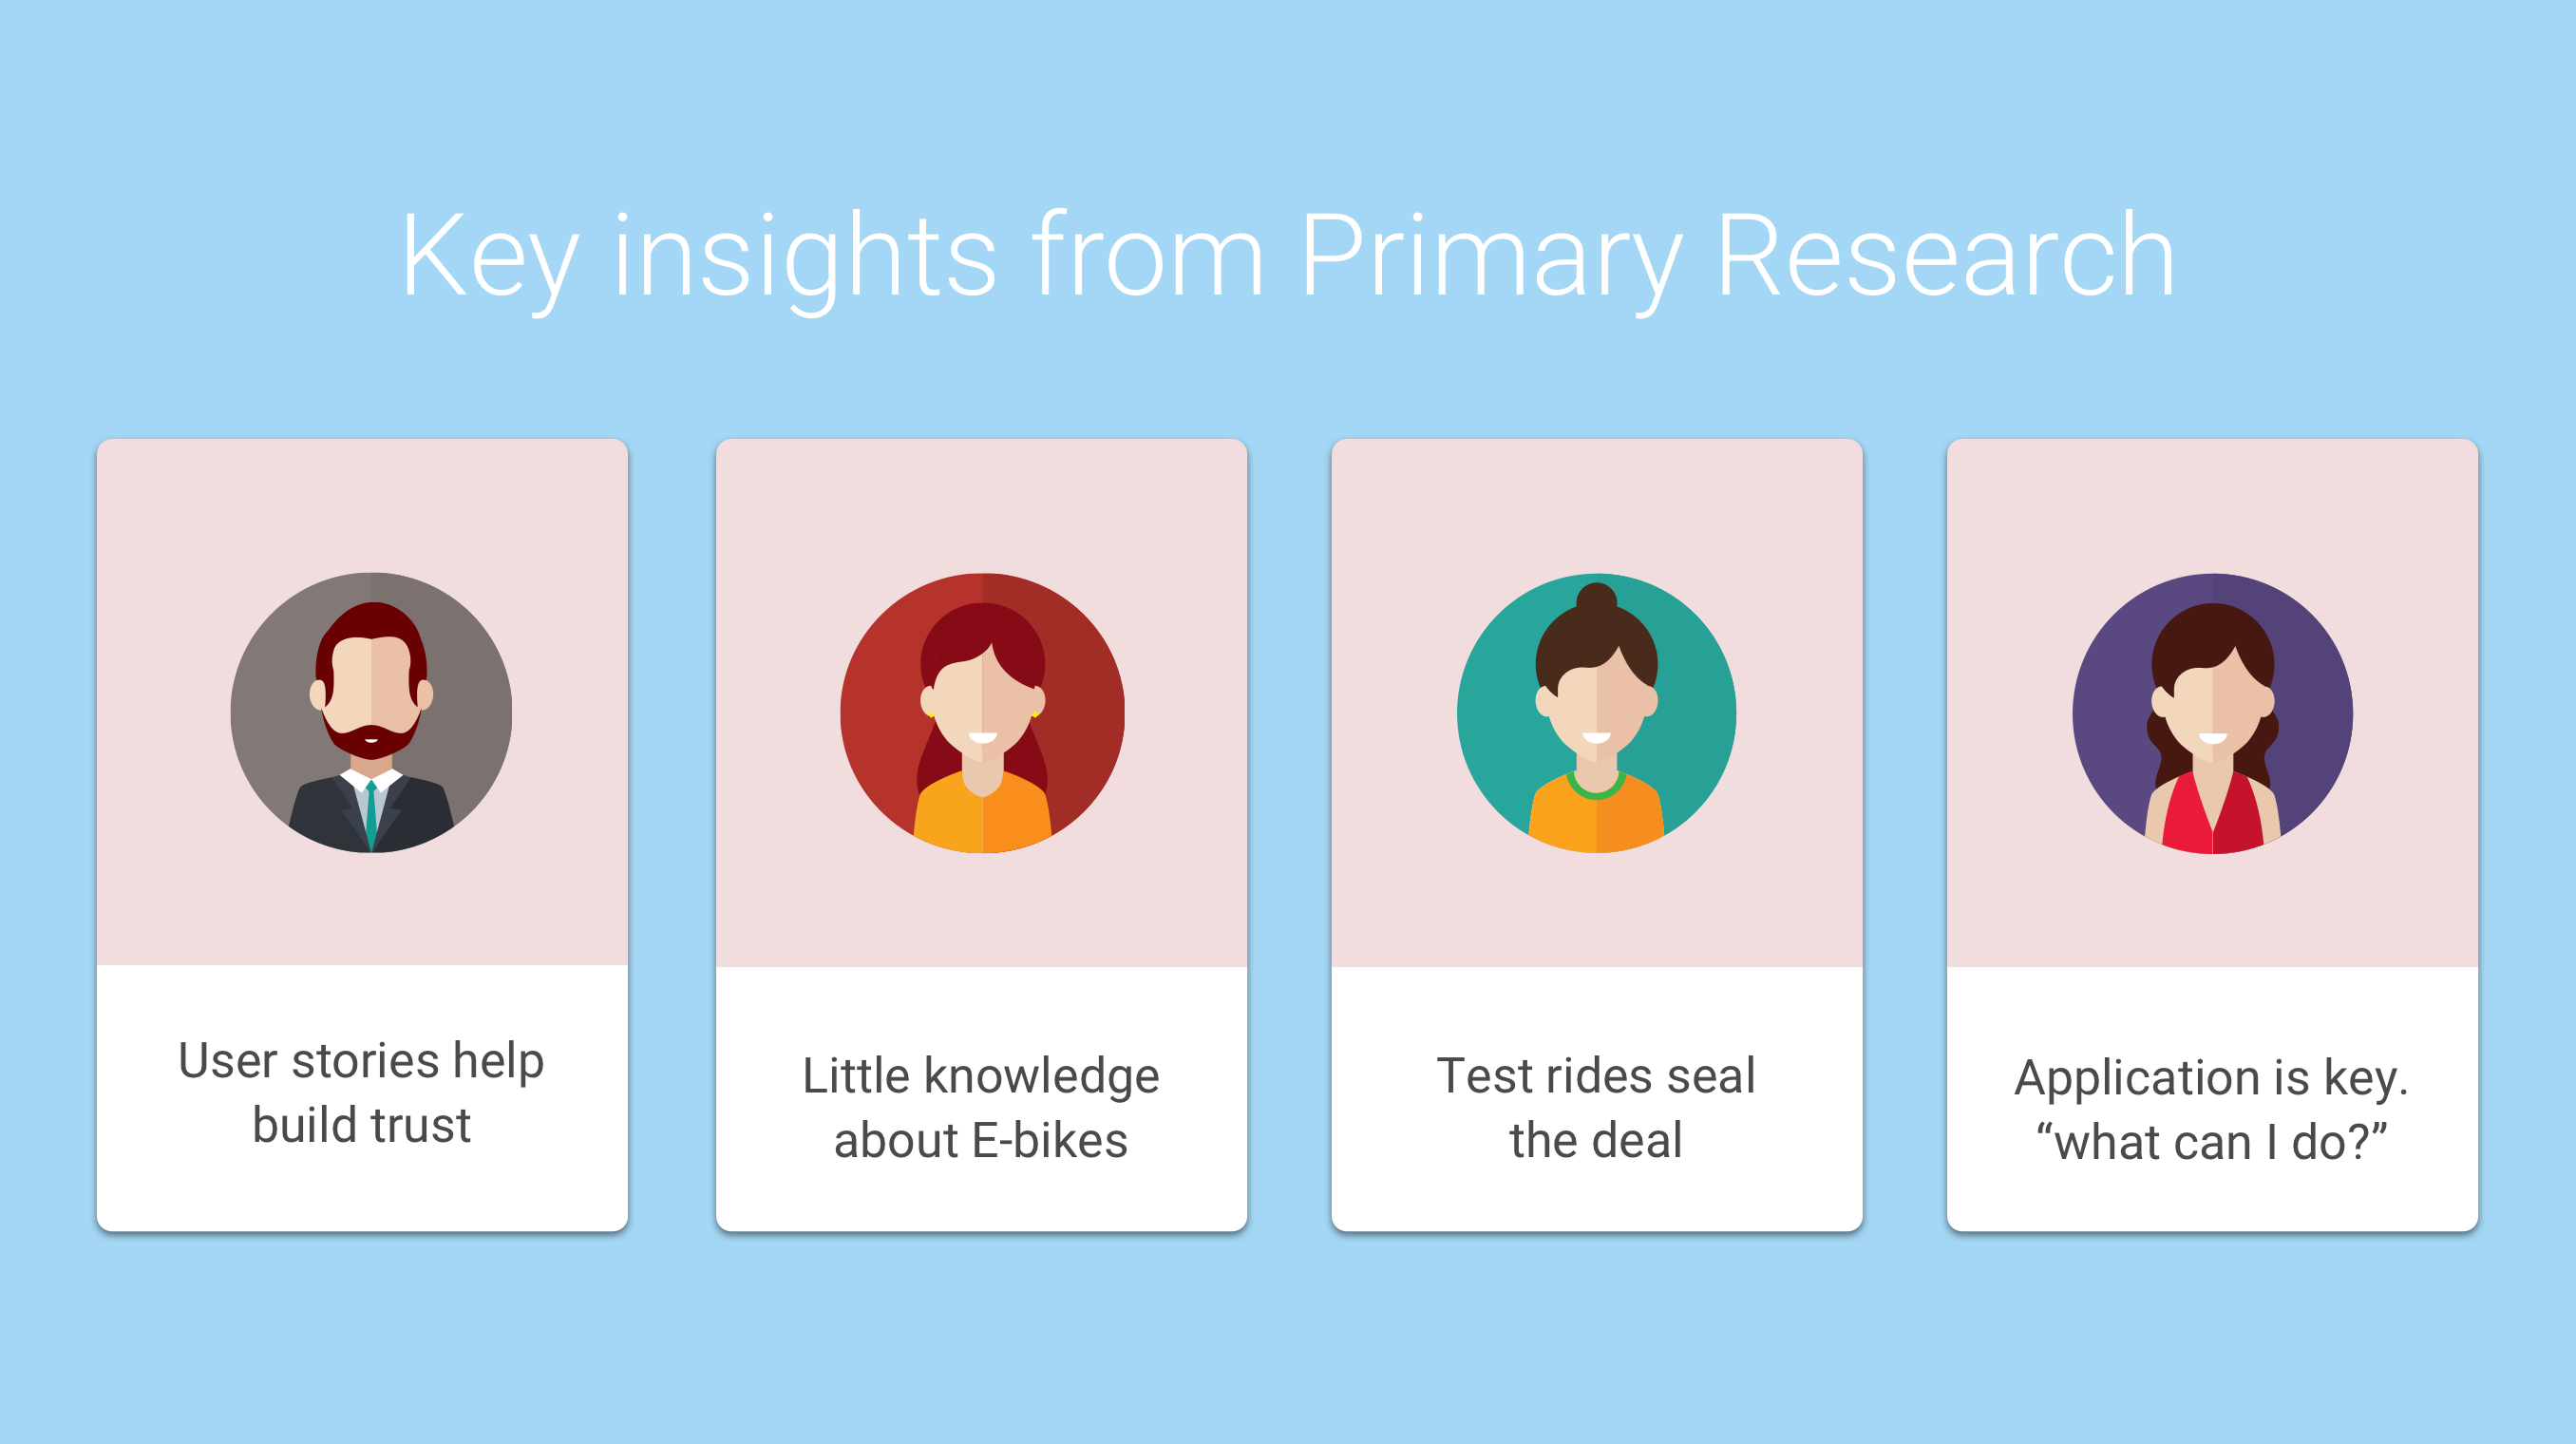 Key insights from Primary Research
User stories help
build trust
Little knowledge
about E-bikes
Test rides seal
the deal
Application is key.
“what can I do?”